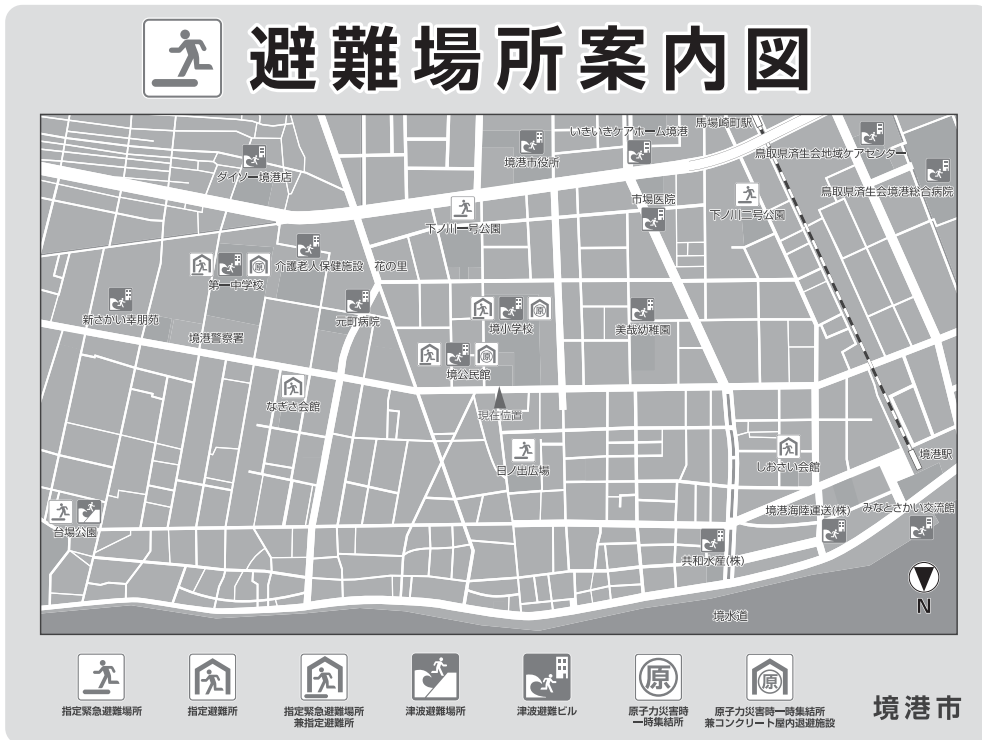 避難場所案内図
馬場崎町駅
いきいきケアホーム境港
境港市役所
鳥取県済生会地域ケアセンター
ダイソー境港店
鳥取県済生会境港総合病院
市場医院
下ノ川二号公園
下ノ川一号公園
介護老人保健施設 花の里
原
第一中学校
新さかい幸朋苑
元町病院
原
境小学校
美哉幼稚園
境港警察署
原
境公民館
なぎさ会館
現在位置
日ノ出広場
しおさい会館
境港駅
台場公園
境港海陸運送(株)
みなとさかい交流館
共和水産(株)
N
境水道
原
原
指定緊急避難場所
指定避難所
指定緊急避難場所
兼指定避難所
津波避難場所
津波避難ビル
原子力災害時
一時集結所
原子力災害時一時集結所
兼コンクリート屋内退避施設
境港市